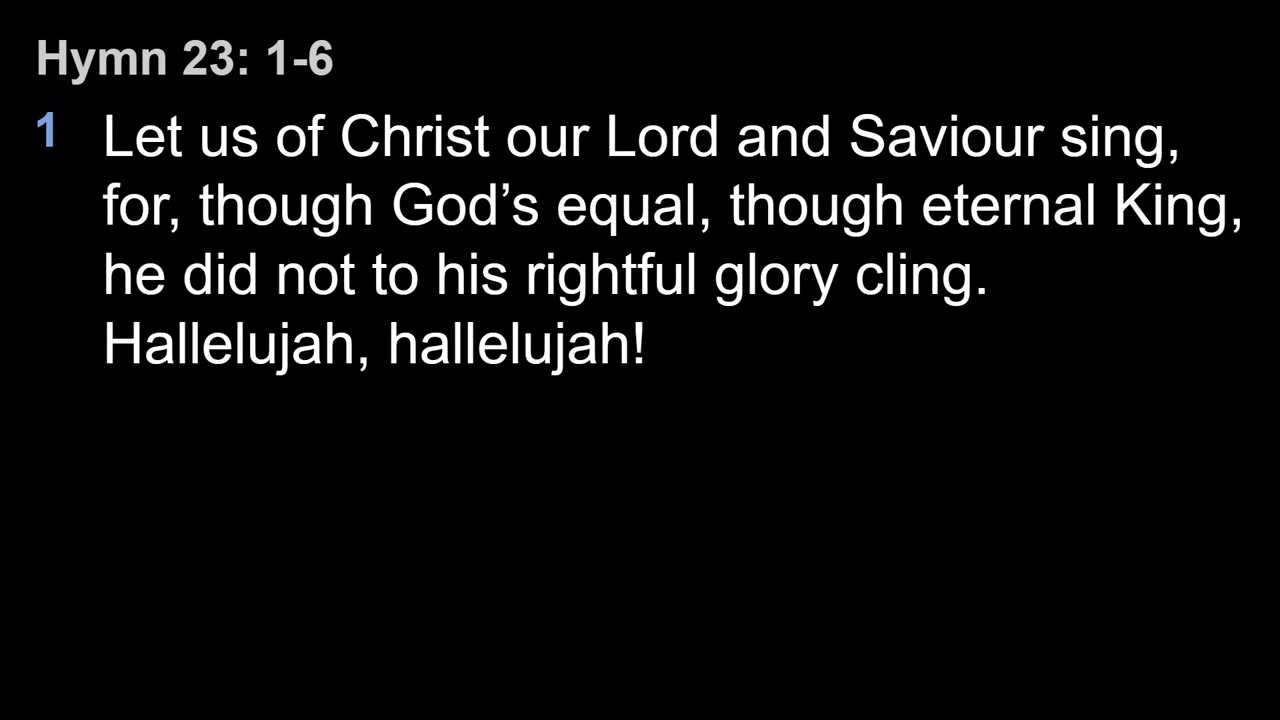 Hymn 23: 1-6
1 Let us of Christ our Lord and Saviour sing,
for, though God’s equal, though eternal King,
he did not to his rightful glory cling.
Hallelujah, hallelujah!